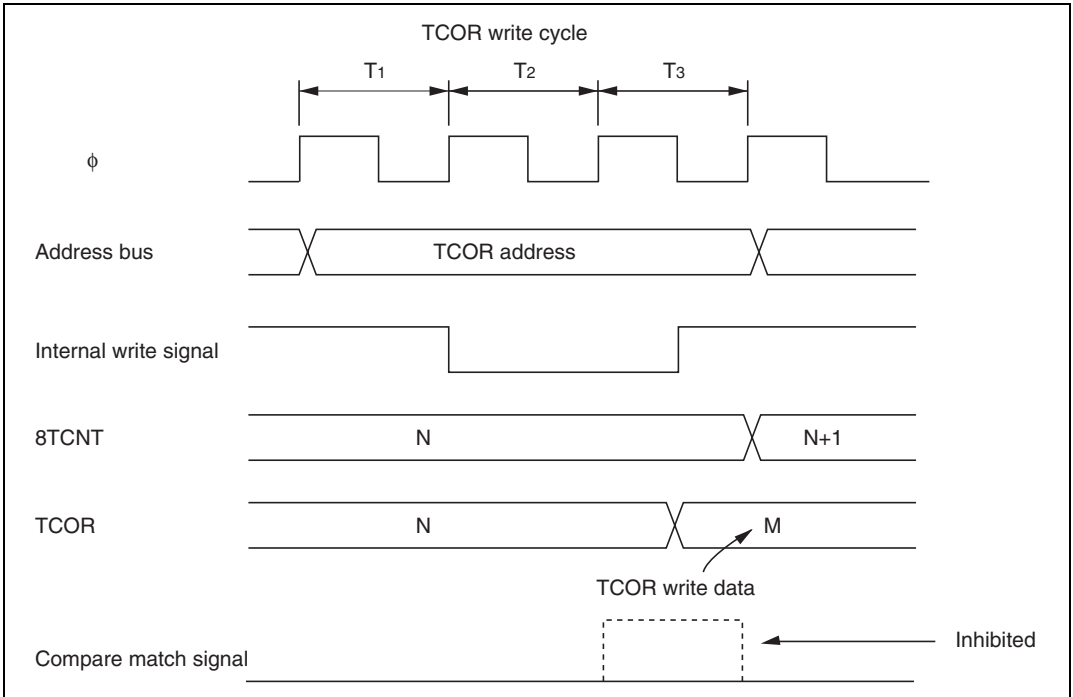 TCOR write cycle
T1 T2 T3
ϕ
Address bus TCOR address
Internal write signal
8TCNT N N+1
TCOR N M
TCOR write data
Compare match signal Inhibited